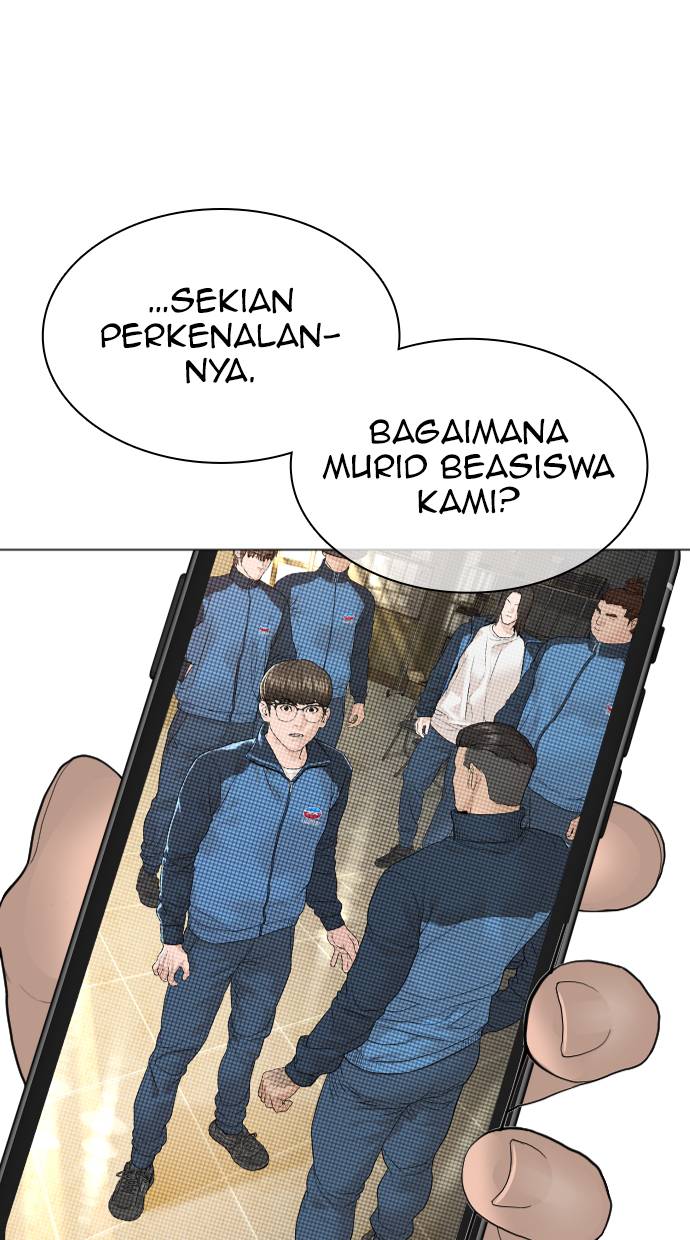 ...SEKIAN
PERKENALAN-
NYA.
BAGAIMANA
MURID BEASISWA
KAMI?